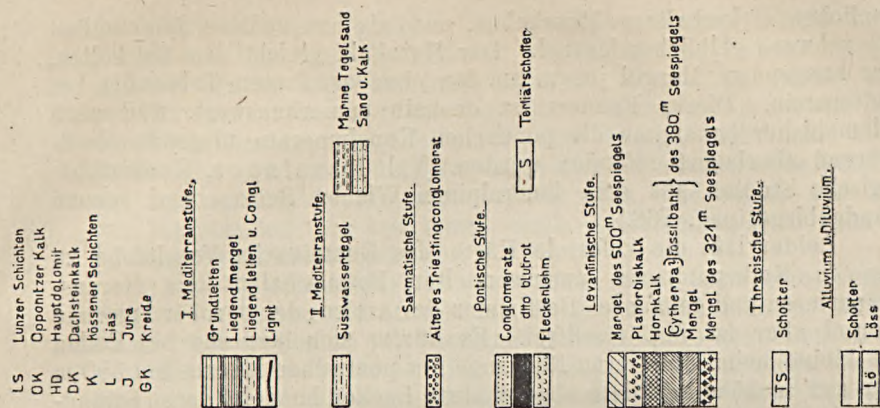 LS Lunzer Schichten
OK Opponitzer Kalk
HD Hauptdolomit
DK Dachsteinkalk
K Kössener Schichten
L Lias
J Jura
GK Kreide
I. Mediterranstufe.
Grundletten
Liegendmergel
Liegendletten u. Congl
Lignit
II. Mediterranstufe.
Süsswassertegel
Marine Tegelsand
Sand u. Kalk
Sarmatische Stufe.
Älteres Triestingconglomerat
Pontische Stufe.
Conglomerate
dto blutrot
Fleckenlehm
S Tertiärschotter
Levantinische Stufe.
Mergel des 500m Seespiegels
Planorbiskalk
Hornkalk
(Cytherea) Fossilbank } des 380m Seespiegels
Mergel
Mergel des 321m Seespiegels
Thracische Stufe.
TS Schotter
Alluvium u. Diluvium.
Schotter
Lö Löss